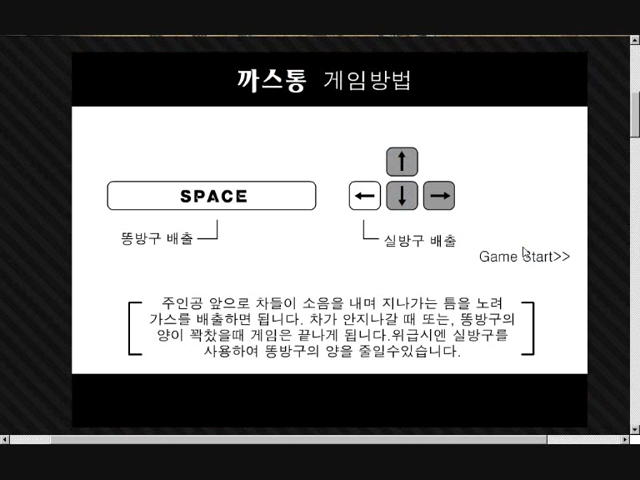 까스통 게임방법
↑
SPACE
← ↓ →
똥방구 배출
실방구 배출
Game Start>>
주인공 앞으로 차들이 소음을 내며 지나가는 틈을 노려
가스를 배출하면 됩니다. 차가 안지나갈 때 또는, 똥방구의
양이 꽉찼을때 게임은 끝나게 됩니다.위급시엔 실방구를
사용하여 똥방구의 양을 줄일수있습니다.